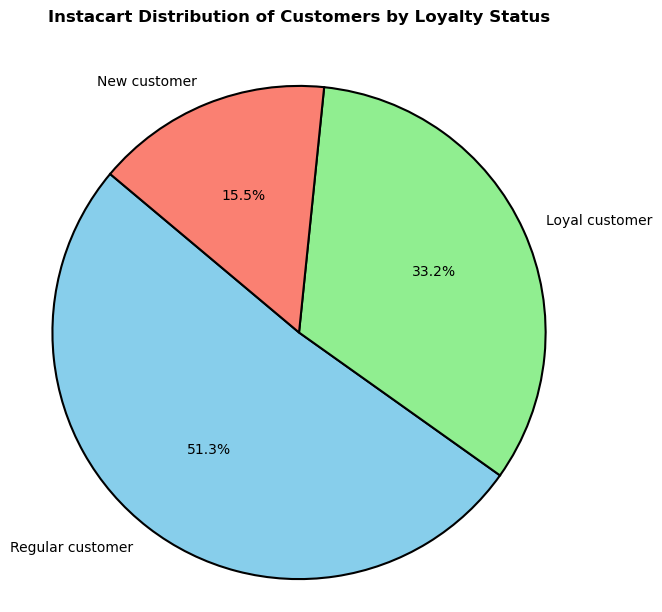 Instacart Distribution of Customers by Loyalty Status
New customer
15.5%
Loyal customer
33.2%
51.3%
Regular customer